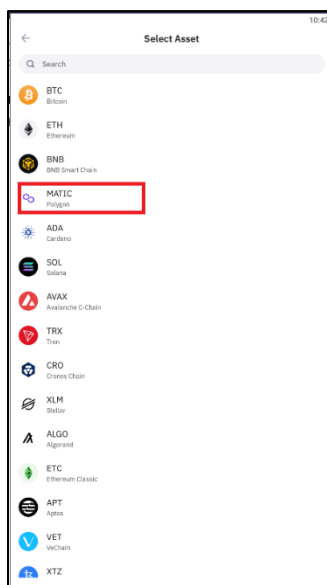 10:42
Select Asset
Search
BTC
Bitcoin
ETH
Ethereum
BNB
BNB Smart Chain
MATIC
Polygon
ADA
Cardano
SOL
Solana
AVAX
Avalanche C-Chain
TRX
Tron
CRO
Cronos Chain
XLM
Stellar
ALGO
Algorand
ETC
Ethereum Classic
APT
Aptos
VET
VeChain
XTZ